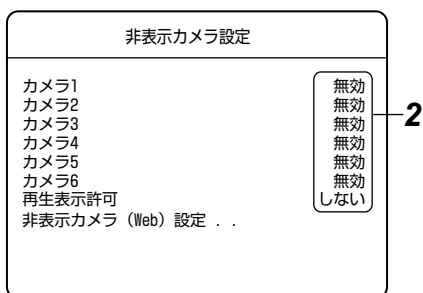 非表示カメラ設定
カメラ1 無効
カメラ2 無効
カメラ3 無効
カメラ4 無効
カメラ5 無効
カメラ6 無効
再生表示許可 しない
非表示カメラ（Web）設定 . .
2